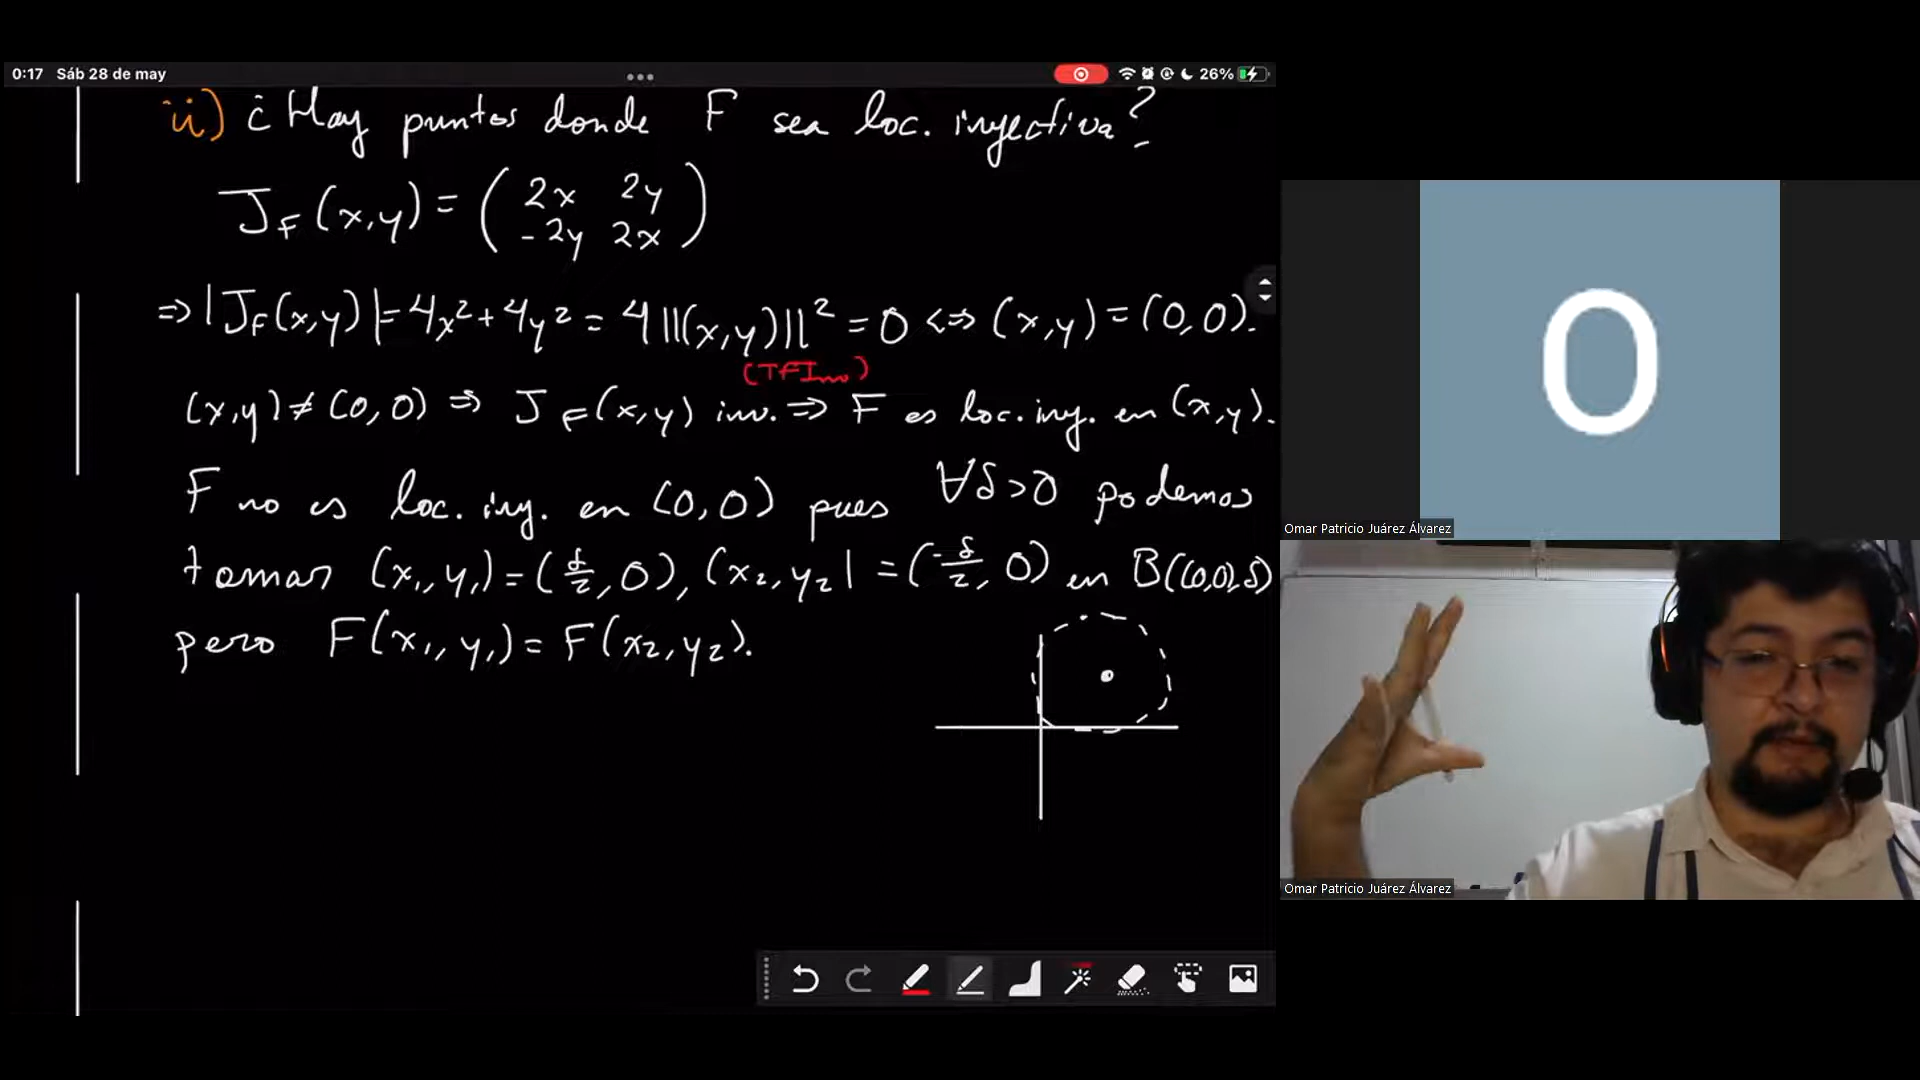 0:17 Sáb 28 de may
26%
ii) ¿Hay puntos donde F sea loc. inyectiva?
J_F(x,y) = ( 2x 2y
-2y 2x )
⇒ |J_F(x,y)| = 4x² + 4y² = 4||(x,y)||² = 0 ⇔ (x,y) = (0,0).
(TFInv)
(x,y) ≠ (0,0) ⇒ J_F(x,y) inv. ⇒ F es loc. iny. en (x,y).
F no es loc. iny. en (0,0) pues ∀δ>0 podemos
tomar (x₁,y₁) = (δ/2, 0), (x₂,y₂) = (-δ/2, 0) en B((0,0),δ)
pero F(x₁,y₁) = F(x₂,y₂).
O
Omar Patricio Juárez Álvarez
Omar Patricio Juárez Álvarez